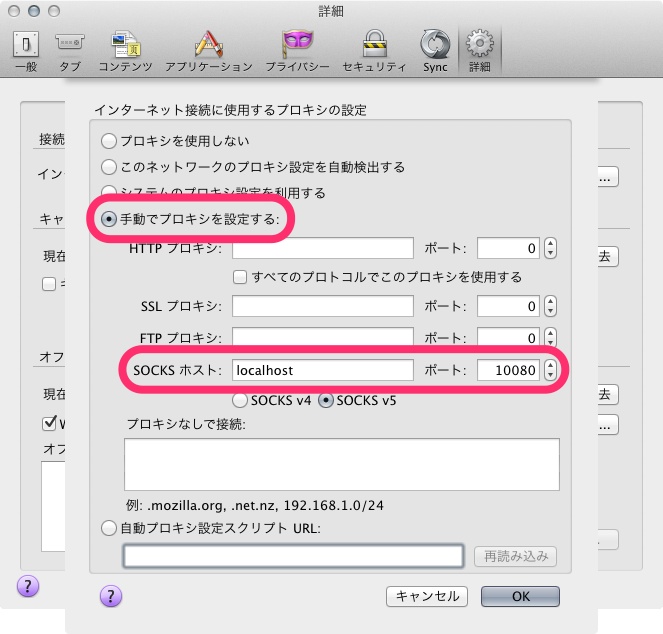 詳細
一般 タブ コンテンツ アプリケーション プライバシー セキュリティ Sync 詳細
インターネット接続に使用するプロキシの設定
プロキシを使用しない
接続
このネットワークのプロキシ設定を自動検出する
イン
...
システムのプロキシ設定を利用する
キャ
手動でプロキシを設定する:
HTTP プロキシ: ポート: 0
現在
去
すべてのプロトコルでこのプロキシを使用する
キ
SSL プロキシ: ポート: 0
FTP プロキシ: ポート: 0
オフ
SOCKS ホスト: localhost ポート: 10080
現在
去
SOCKS v4 SOCKS v5
...
プロキシなしで接続:
オフ
例: .mozilla.org, .net.nz, 192.168.1.0/24
自動プロキシ設定スクリプト URL:
再読み込み
?
?
キャンセル OK